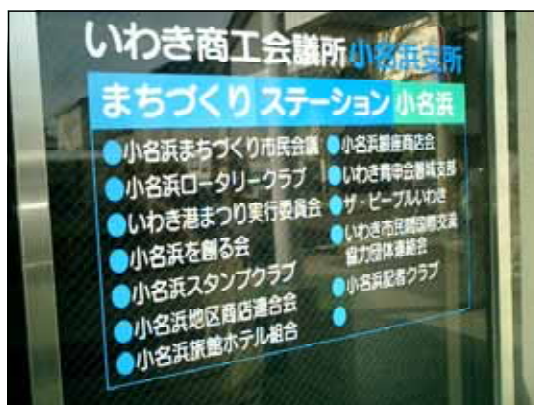 いわき商工会議所 小名浜支所
まちづくり ステーション 小名浜
●小名浜まちづくり市民会議
●小名浜ロータリークラブ
●いわき港まつり実行委員会
●小名浜を創る会
●小名浜スタンプクラブ
●小名浜地区商店連合会
●小名浜旅館ホテル組合
●小名浜銀座商店会
●いわき青申会磐城支部
●ザ・ピープルいわき
●いわき市民間国際交流
協力団体連絡会
●小名浜記者クラブ
●